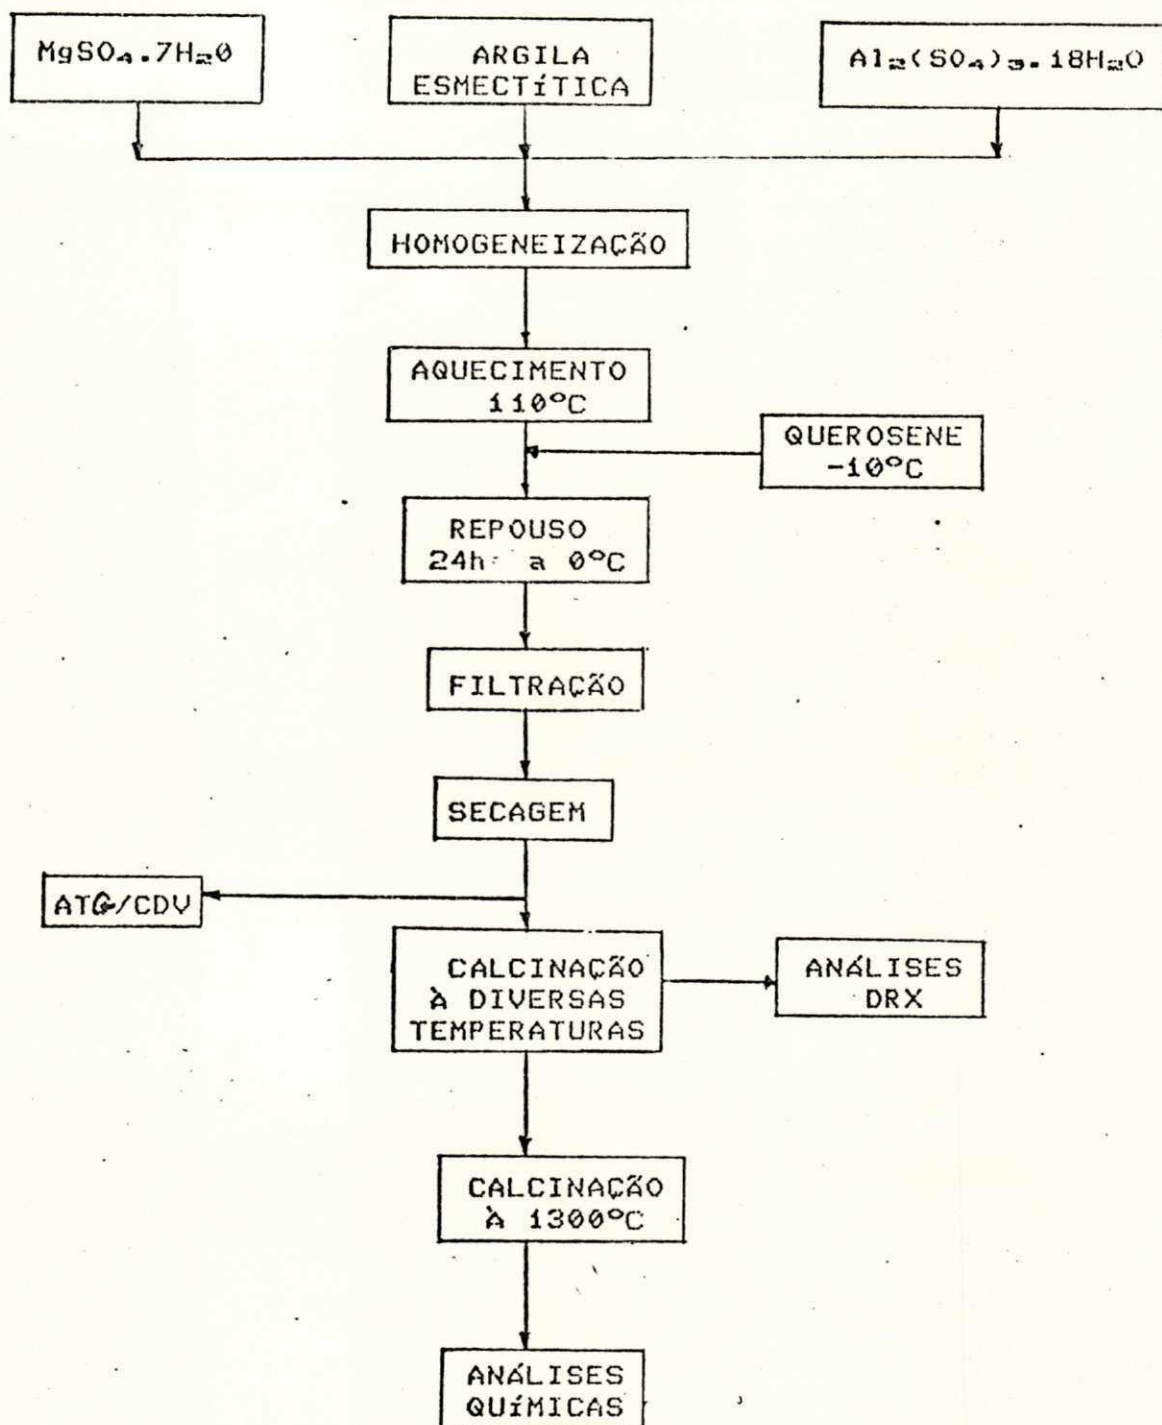 MgSO₄.7H₂0
ARGILA
ESMECTíTICA
Al₂(SO₄)₃.18H₂O
HOMOGENEIZAÇÃO
AQUECIMENTO
110°C
QUEROSENE
-10°C
REPOUSO
24h a 0°C
FILTRAÇÃO
SECAGEM
ATG/CDV
CALCINAÇÃO
À DIVERSAS
TEMPERATURAS
ANÁLISES
DRX
CALCINAÇÃO
À 1300°C
ANÁLISES
QUíMICAS